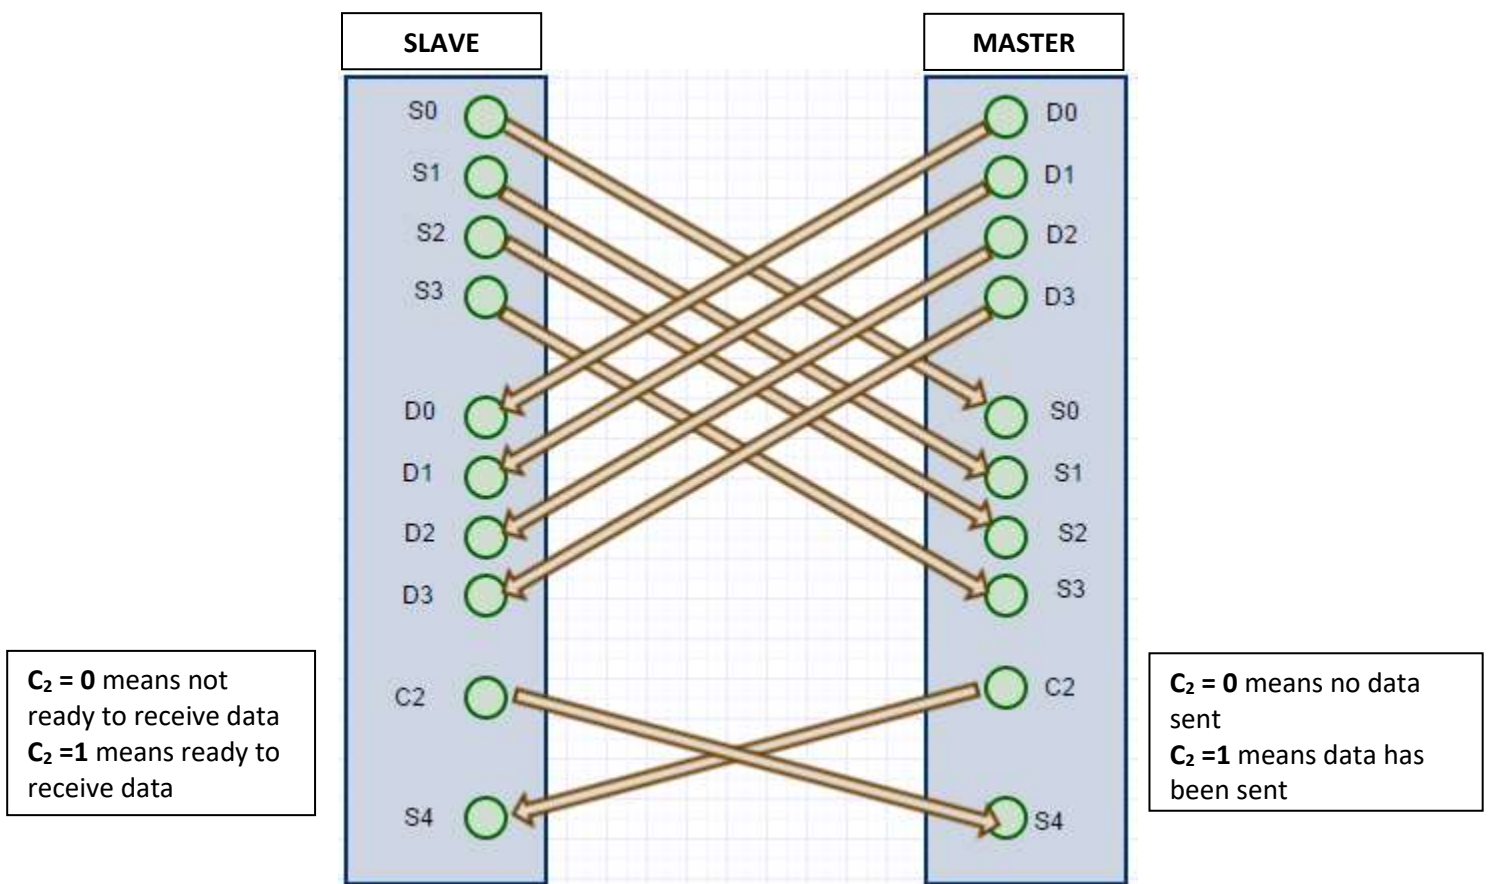 SLAVE
MASTER
S0
S1
S2
S3
D0
D1
D2
D3
C2
S4
D0
D1
D2
D3
S0
S1
S2
S3
C2
S4
C₂ = 0 means not
ready to receive data
C₂ =1 means ready to
receive data
C₂ = 0 means no data
sent
C₂ =1 means data has
been sent